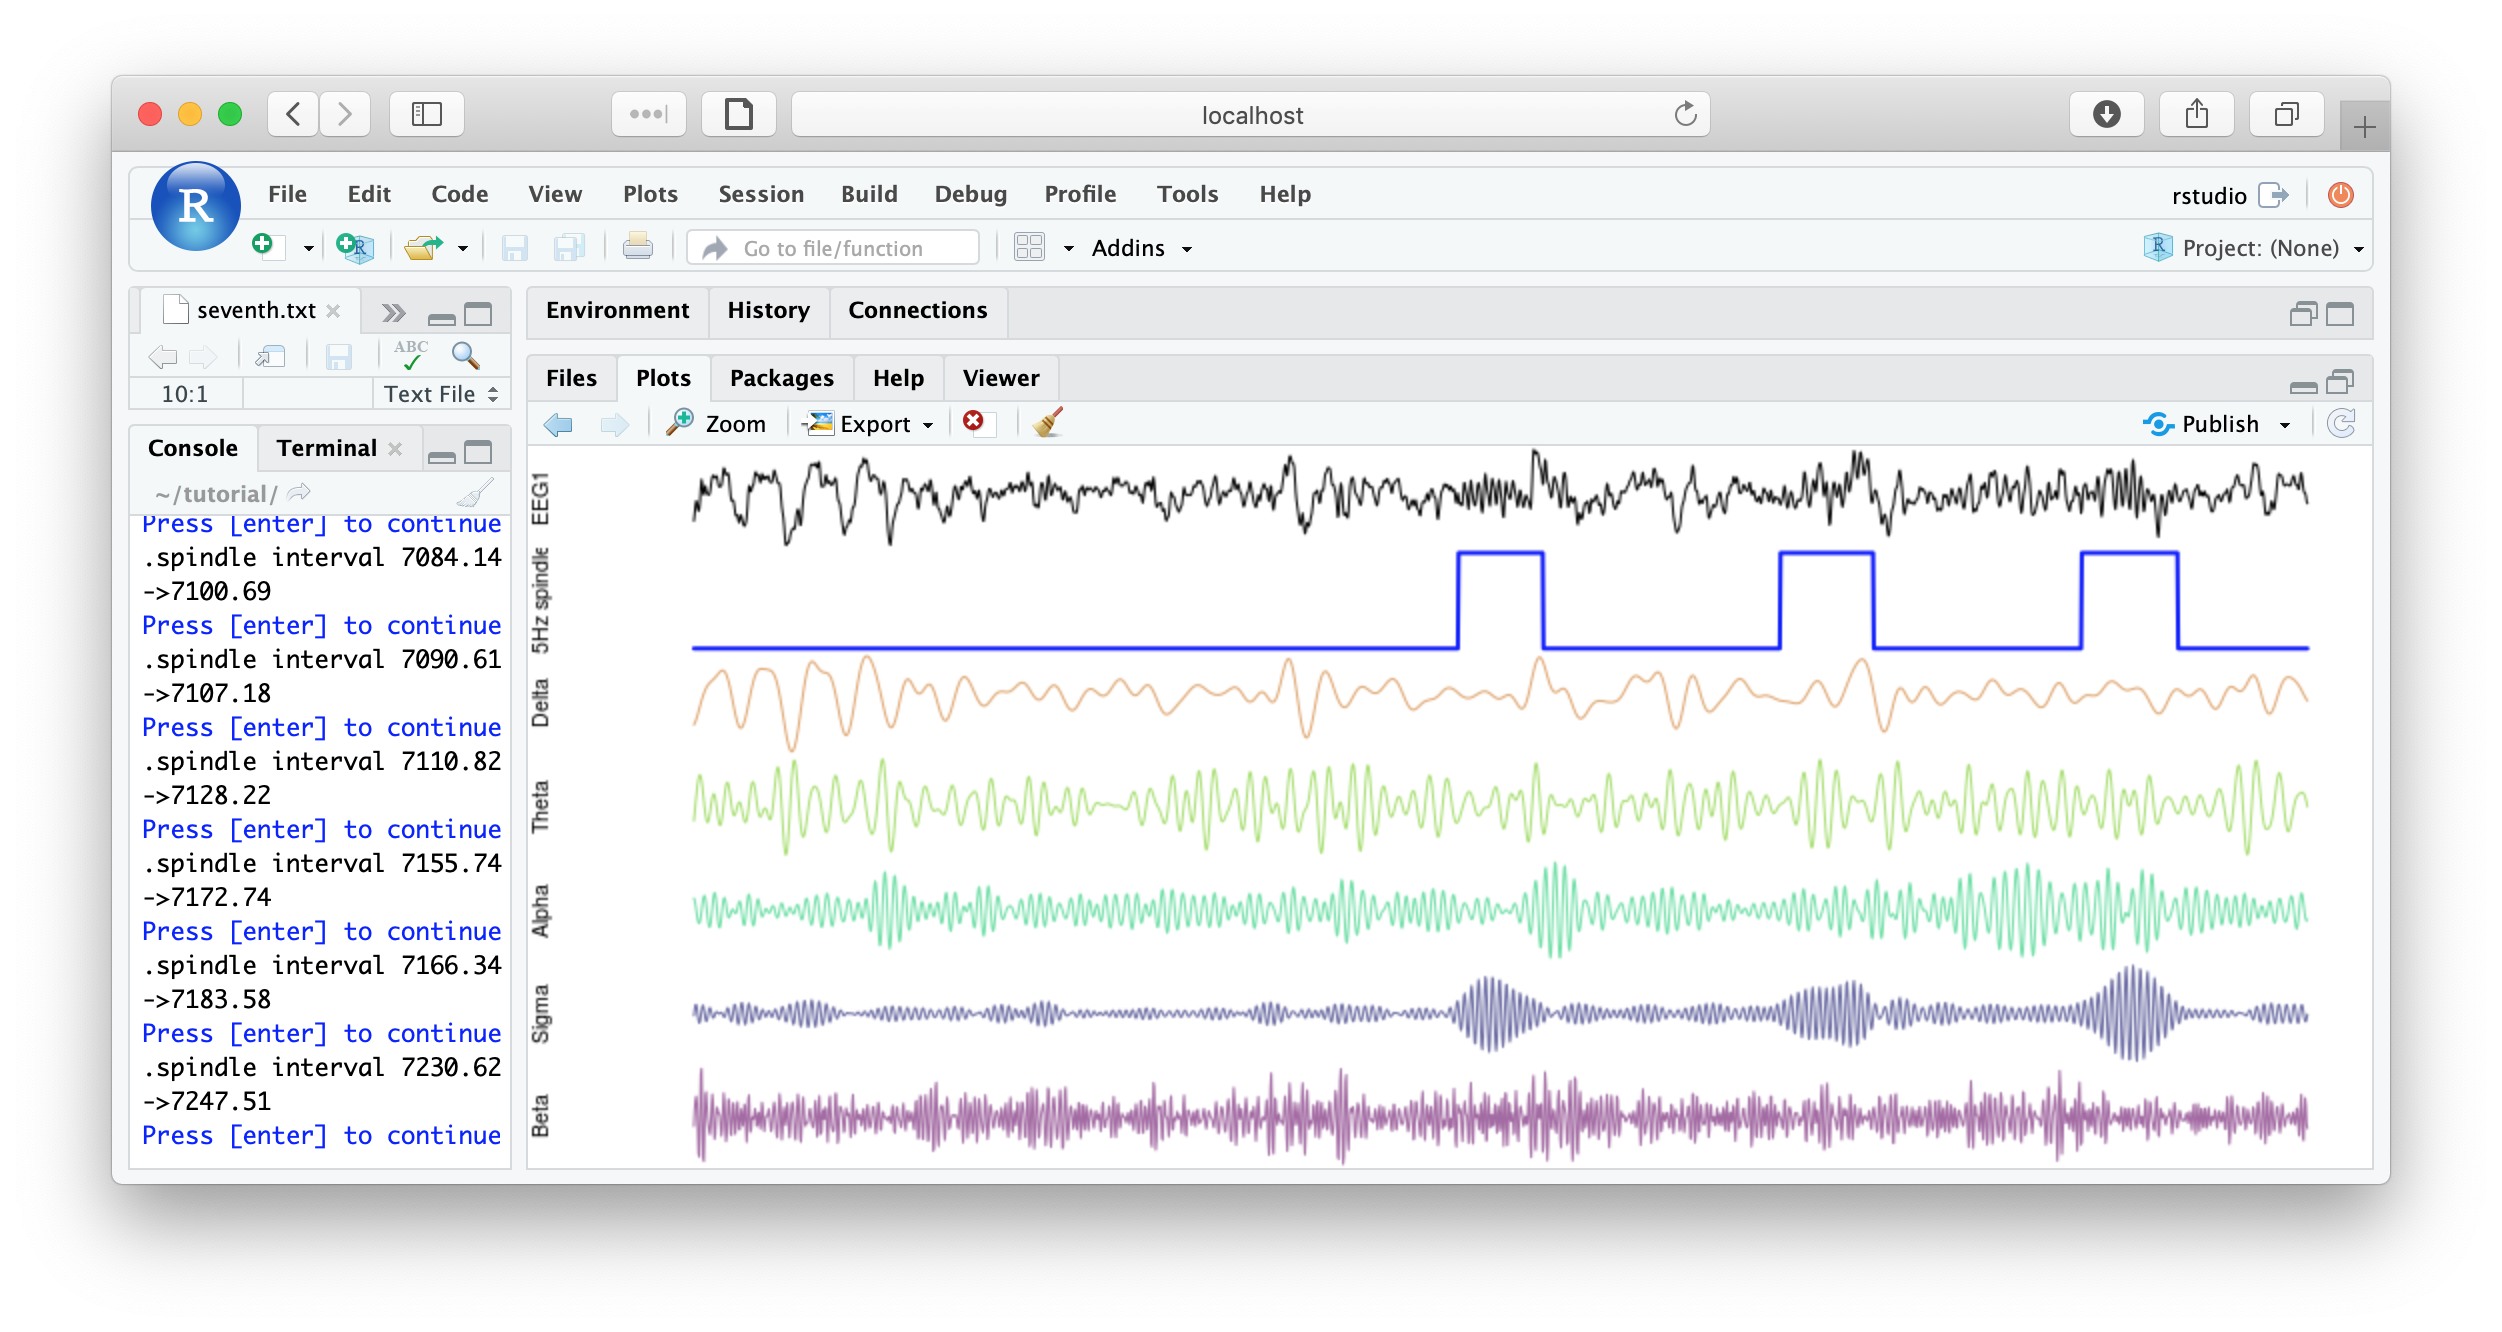 localhost
R
File Edit Code View Plots Session Build Debug Profile Tools Help
rstudio
Go to file/function
Addins
Project: (None)
seventh.txt
ABC
10:1
Text File
Console Terminal
~/tutorial/
Press [enter] to continue
.spindle interval 7084.14
->7100.69
Press [enter] to continue
.spindle interval 7090.61
->7107.18
Press [enter] to continue
.spindle interval 7110.82
->7128.22
Press [enter] to continue
.spindle interval 7155.74
->7172.74
Press [enter] to continue
.spindle interval 7166.34
->7183.58
Press [enter] to continue
.spindle interval 7230.62
->7247.51
Press [enter] to continue
Environment History Connections
Files Plots Packages Help Viewer
Zoom Export Publish
EEG1
5Hz spindle
Delta
Theta
Alpha
Sigma
Beta